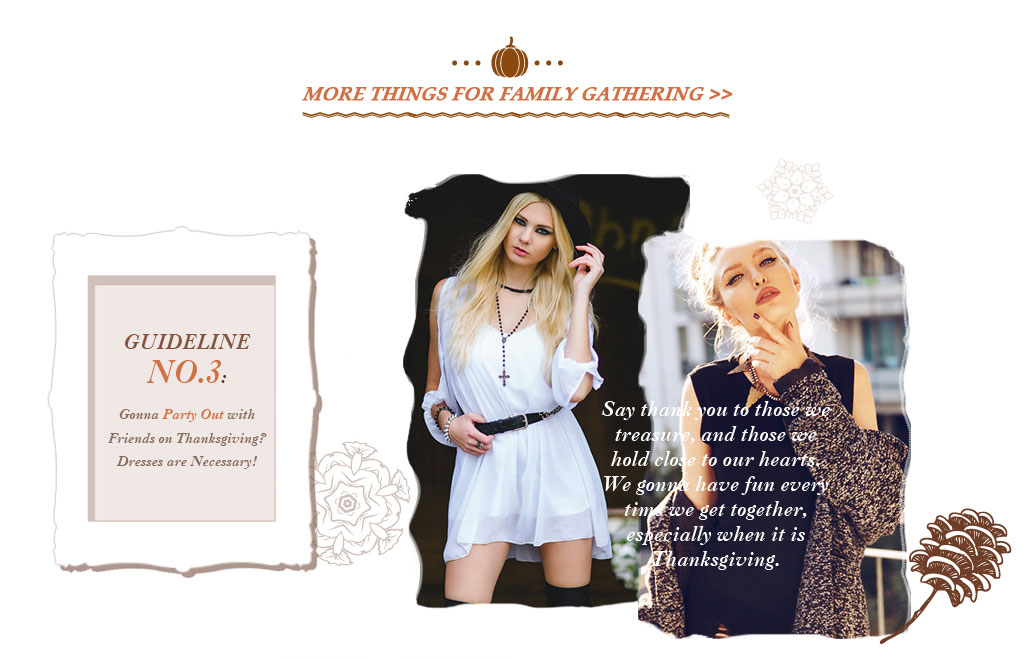 MORE THINGS FOR FAMILY GATHERING >>
GUIDELINE
NO.3:
Gonna Party Out with
Friends on Thanksgiving?
Dresses are Necessary!
Say thank you to those we
treasure, and those we
hold close to our hearts.
We gonna have fun every
time we get together,
especially when it is
Thanksgiving.